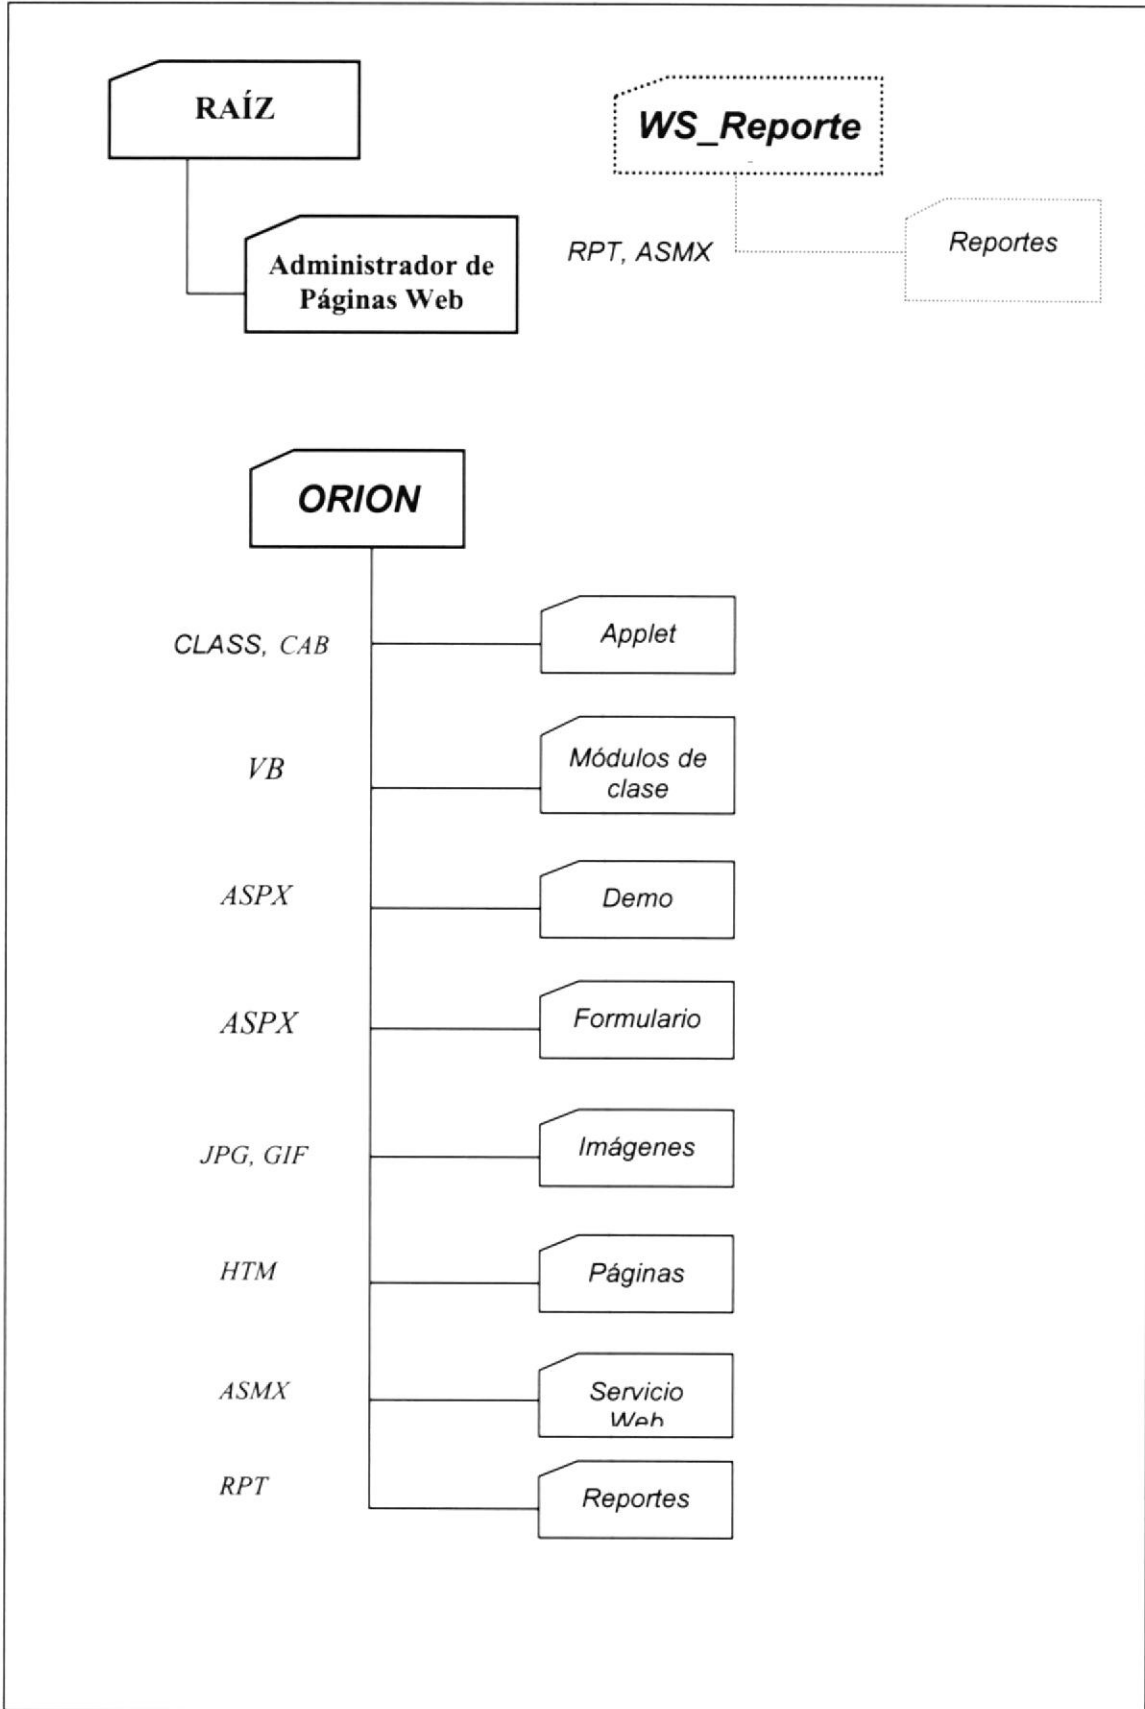 RAÍZ
Administrador de
Páginas Web
WS_Reporte
RPT, ASMX
Reportes
ORION
CLASS, CAB
Applet
VB
Módulos de
clase
ASPX
Demo
ASPX
Formulario
JPG, GIF
Imágenes
HTM
Páginas
ASMX
Servicio
Web
RPT
Reportes